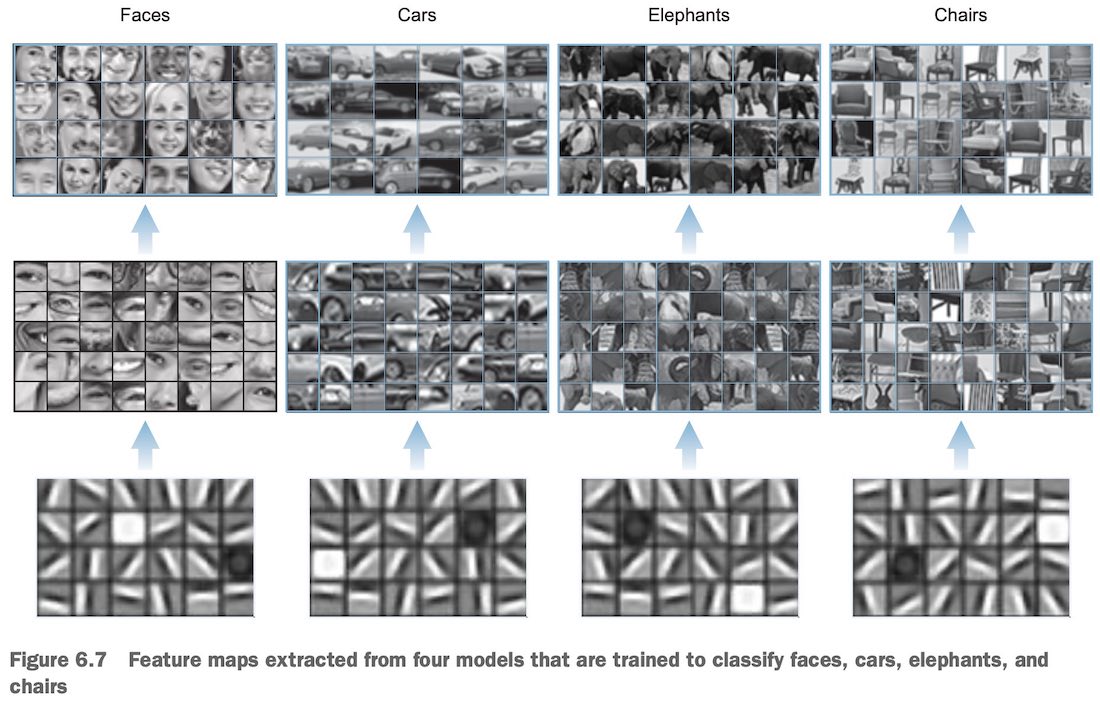 Faces
Cars
Elephants
Chairs
Figure 6.7 Feature maps extracted from four models that are trained to classify faces, cars, elephants, and
chairs